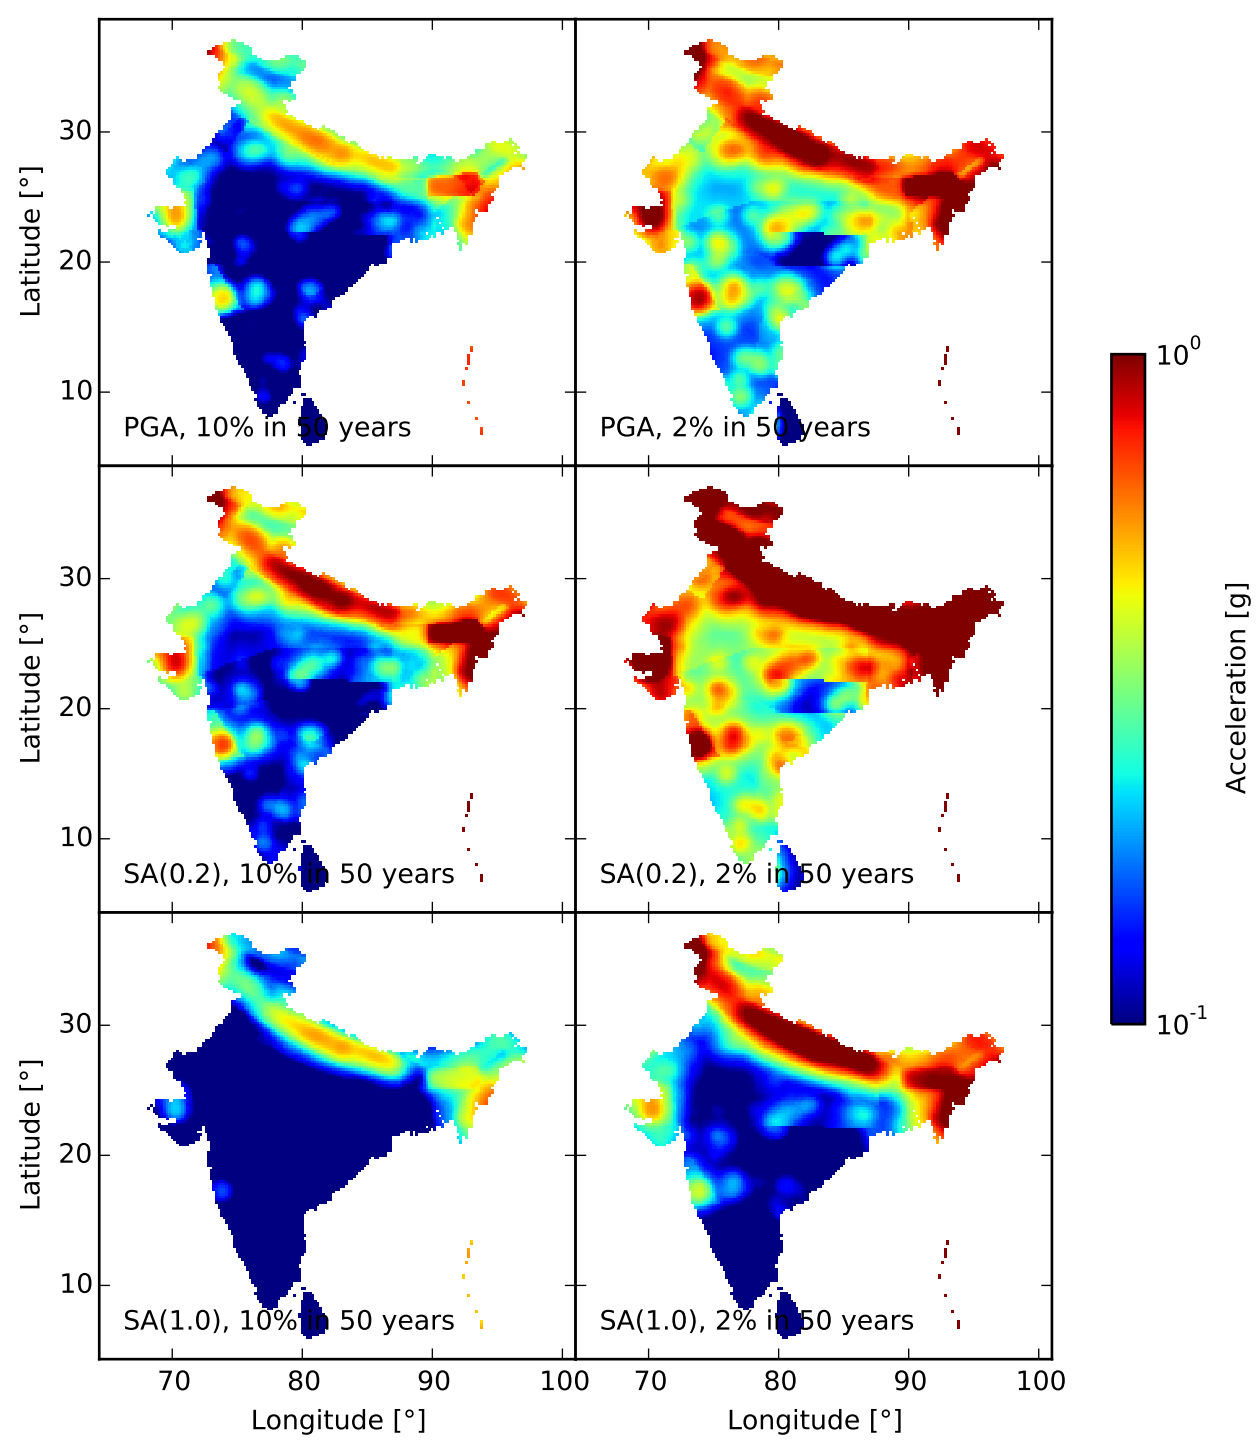 30
20
10
Latitude [°]
PGA, 10% in 50 years
PGA, 2% in 50 years
30
20
10
Latitude [°]
SA(0.2), 10% in 50 years
SA(0.2), 2% in 50 years
30
20
10
Latitude [°]
SA(1.0), 10% in 50 years
SA(1.0), 2% in 50 years
70 80 90 100
70 80 90 100
Longitude [°]
Longitude [°]
10⁰
10⁻¹
Acceleration [g]